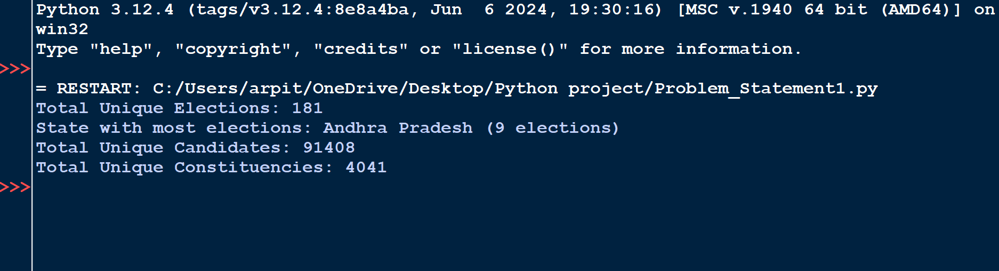 Python 3.12.4 (tags/v3.12.4:8e8a4ba, Jun  6 2024, 19:30:16) [MSC v.1940 64 bit (AMD64)] on
win32
Type "help", "copyright", "credits" or "license()" for more information.
>>>
= RESTART: C:/Users/arpit/OneDrive/Desktop/Python project/Problem_Statement1.py
Total Unique Elections: 181
State with most elections: Andhra Pradesh (9 elections)
Total Unique Candidates: 91408
Total Unique Constituencies: 4041
>>>